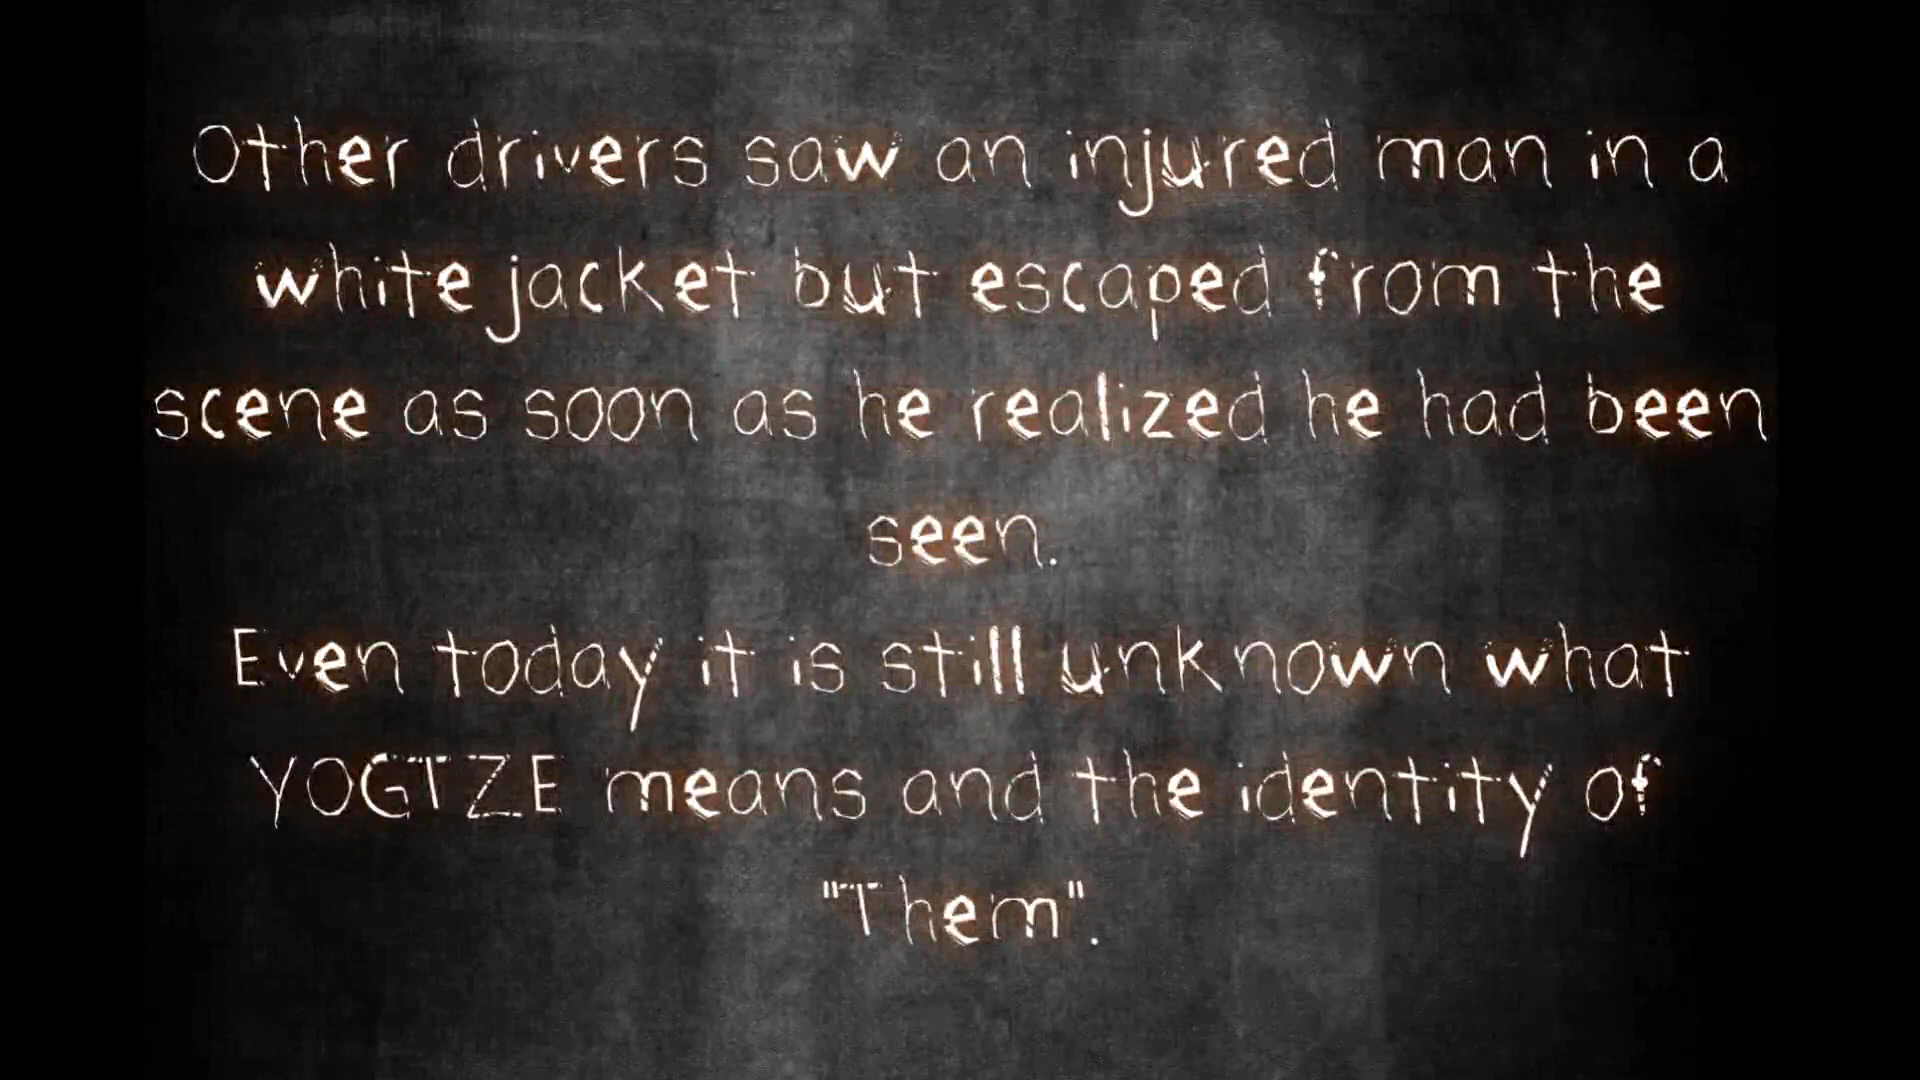 Other drivers saw an injured man in a
white jacket but escaped from the
scene as soon as he realized he had been
seen.
Even today it is still unknown what
YOGTZE means and the identity of
"Them".